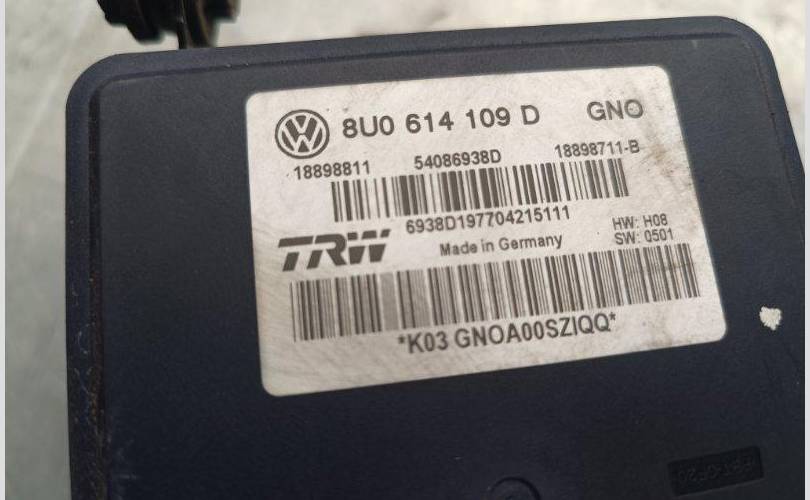 8U0 614 109 D GNO
18898811 54086938D 18898711-B
6938D197704215111
TRW Made in Germany HW: H08
SW: 0501
*K03 GNOA00SZIQQ*